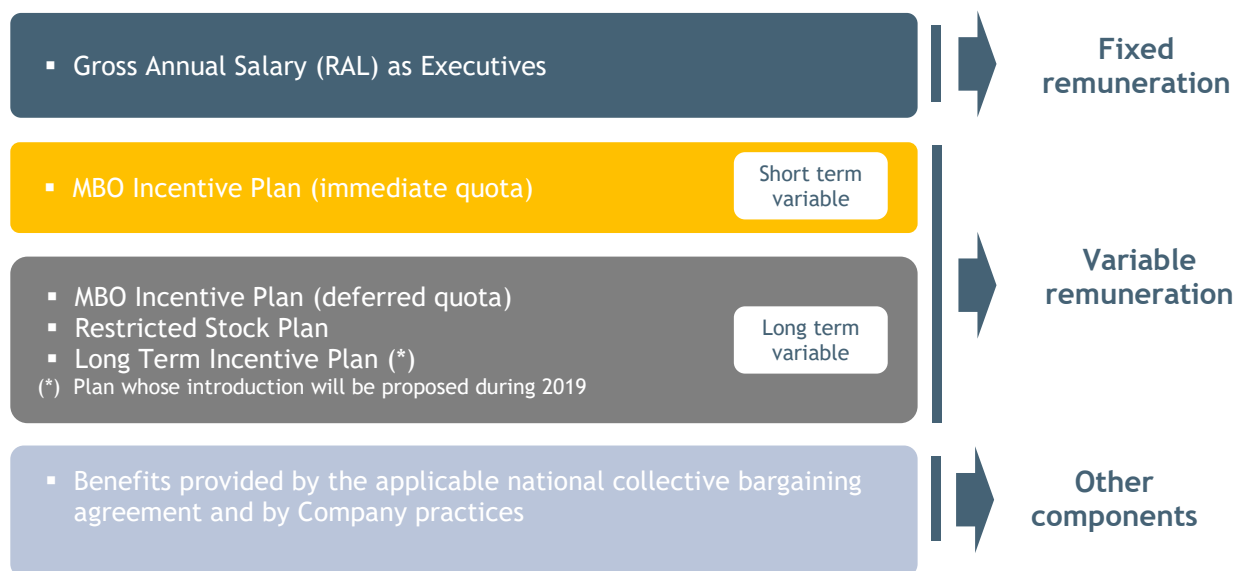 ▪ Gross Annual Salary (RAL) as Executives
Fixed
remuneration
▪ MBO Incentive Plan (immediate quota)
Short term
variable
▪ MBO Incentive Plan (deferred quota)
▪ Restricted Stock Plan
▪ Long Term Incentive Plan (*)
(*) Plan whose introduction will be proposed during 2019
Long term
variable
Variable
remuneration
▪ Benefits provided by the applicable national collective bargaining
agreement and by Company practices
Other
components